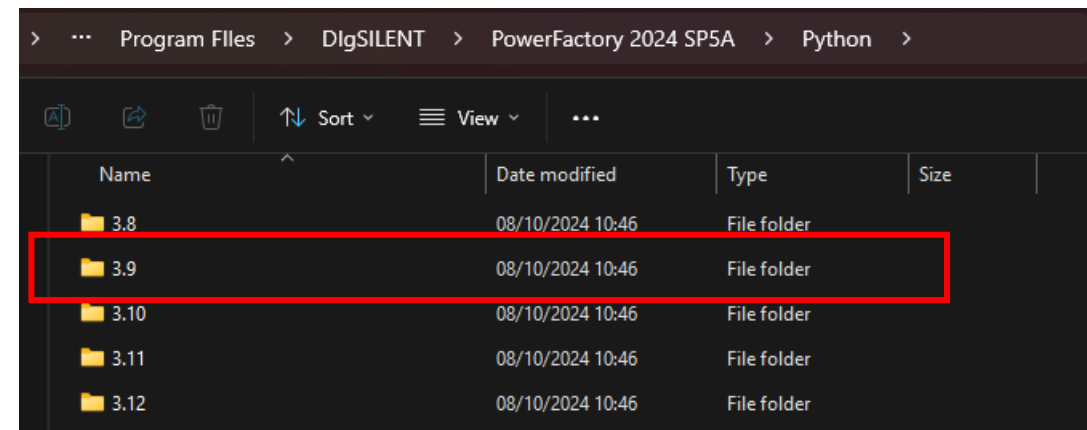 > ··· Program FIles > DIgSILENT > PowerFactory 2024 SP5A > Python >
Sort View ···
Name Date modified Type Size
3.8 08/10/2024 10:46 File folder
3.9 08/10/2024 10:46 File folder
3.10 08/10/2024 10:46 File folder
3.11 08/10/2024 10:46 File folder
3.12 08/10/2024 10:46 File folder